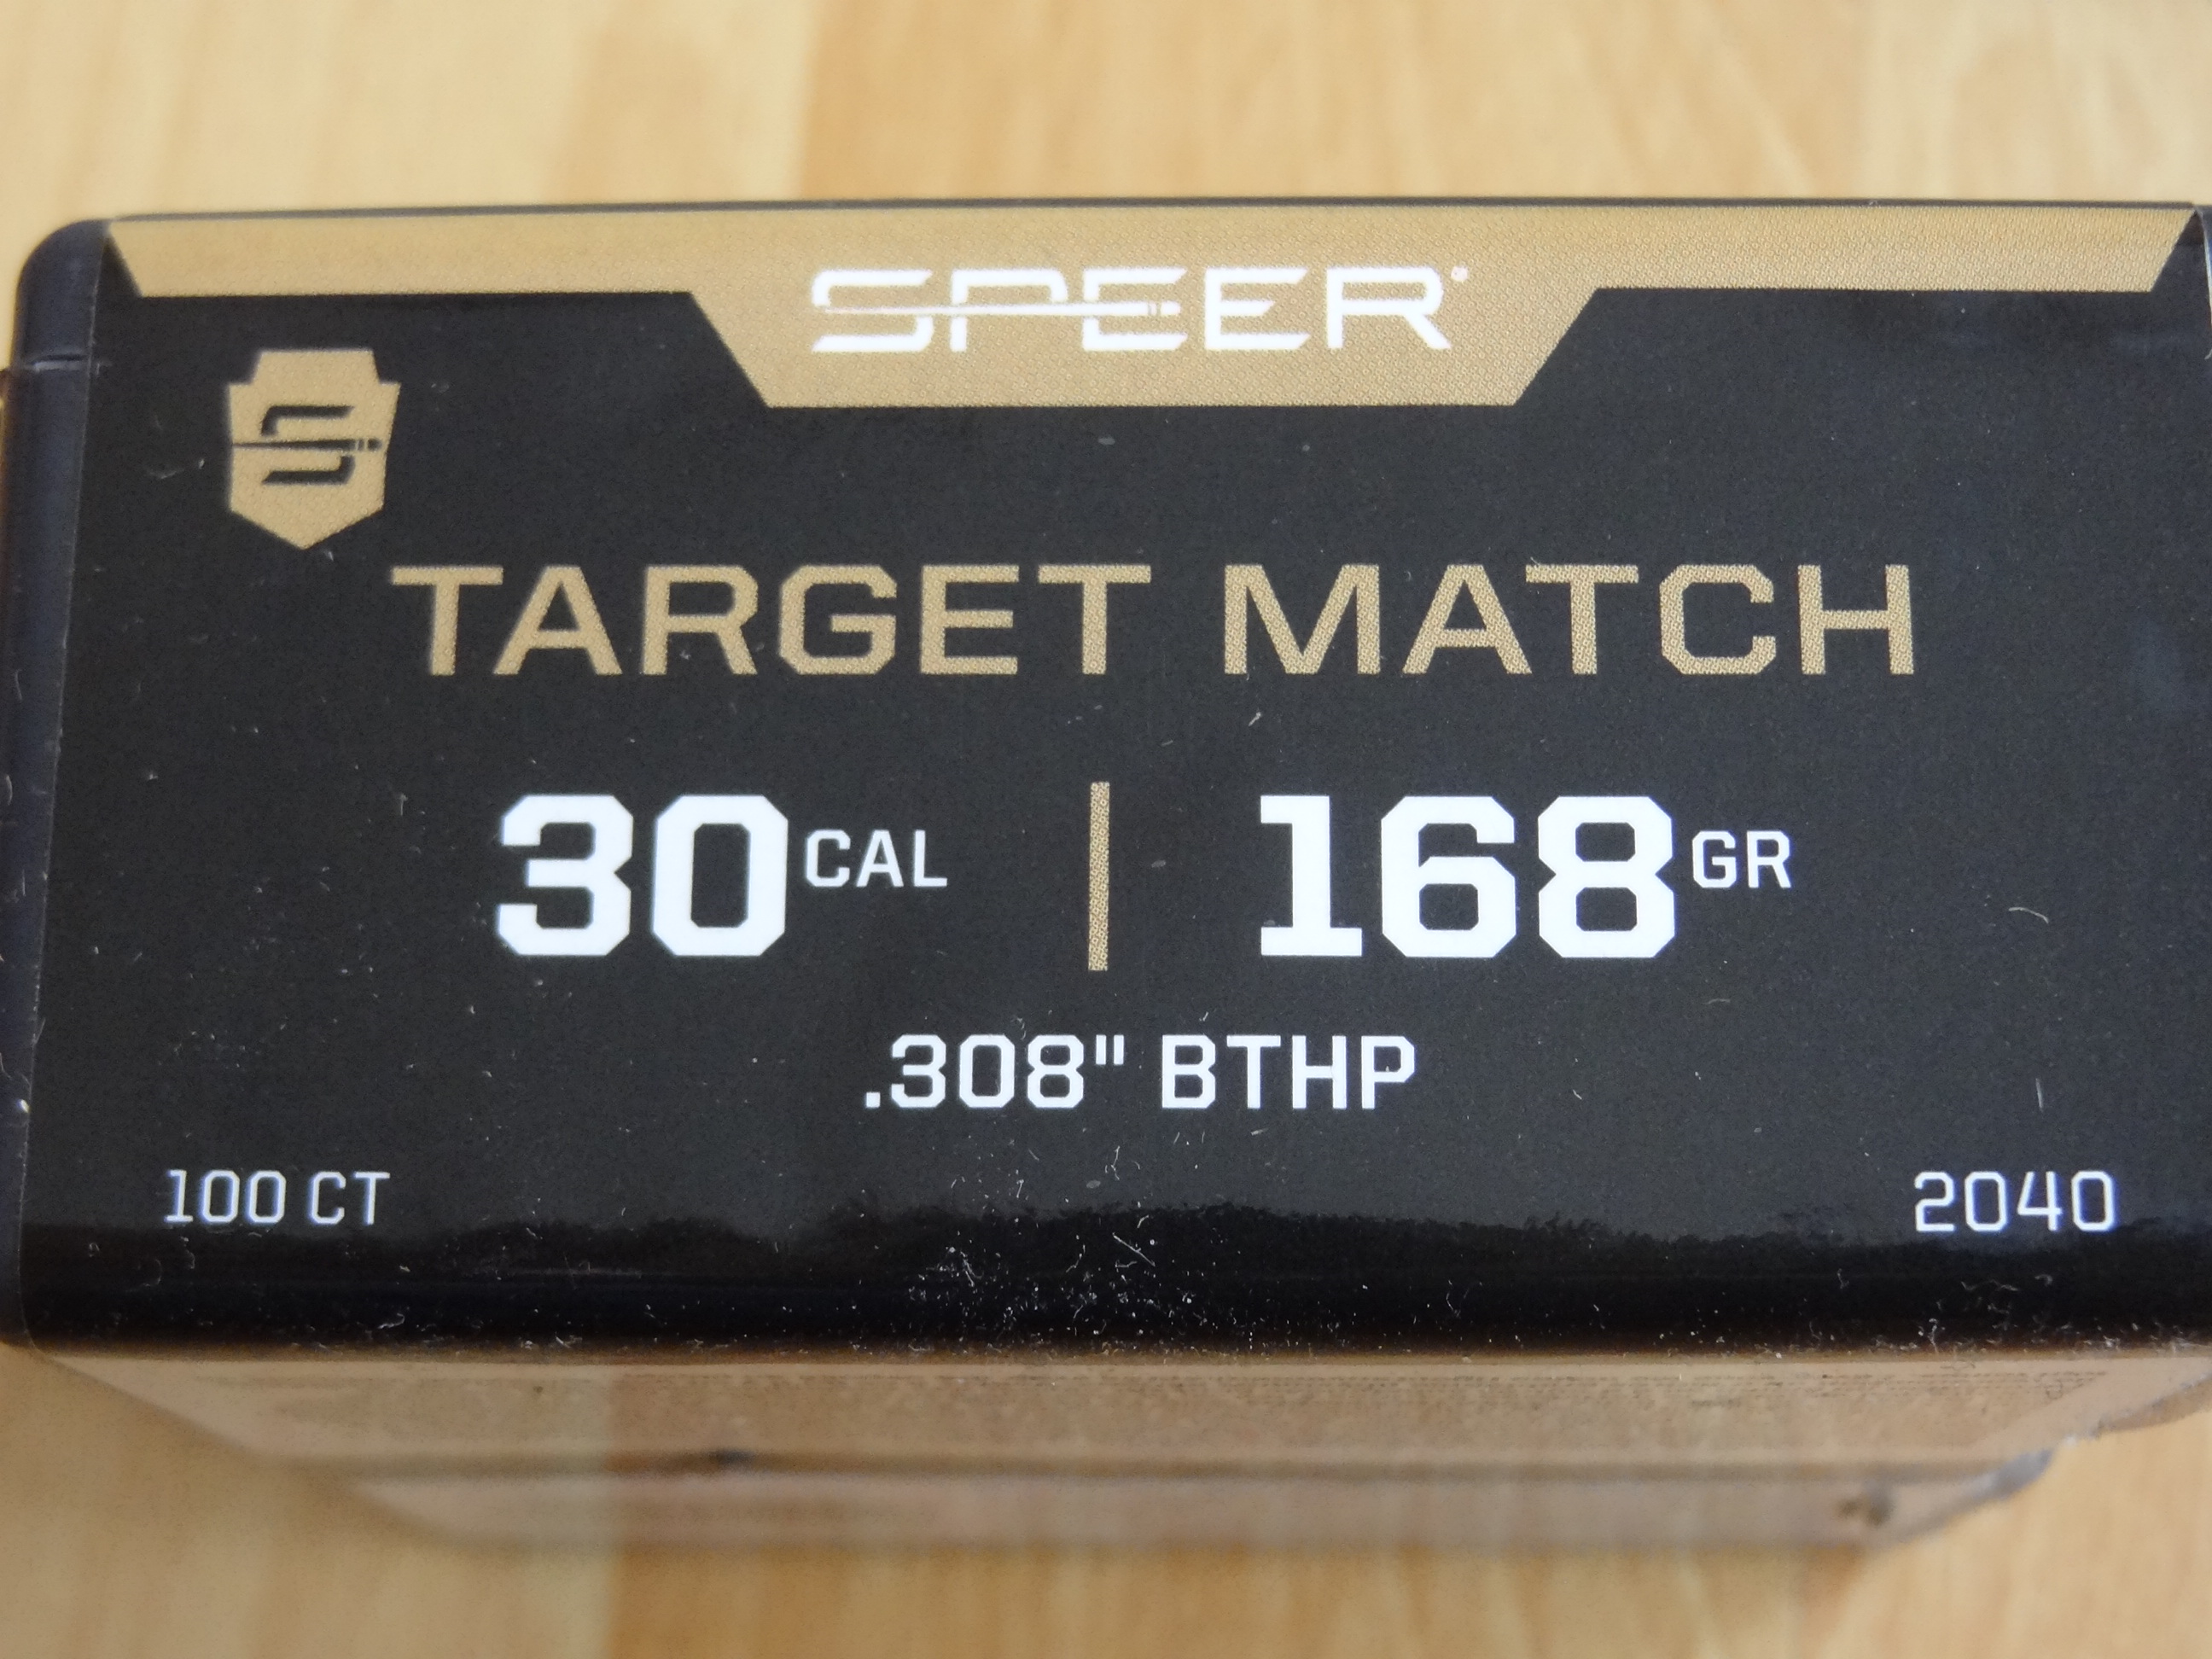 SPEER®
TARGET MATCH
30 CAL | 168 GR
.308" BTHP
100 CT 2040